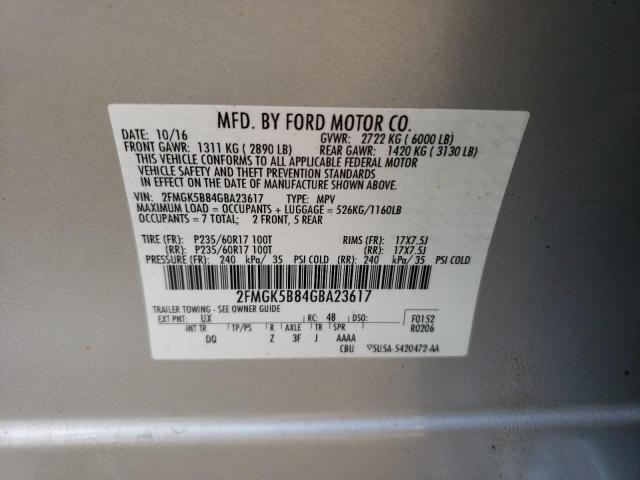 MFD. BY FORD MOTOR CO.
DATE: 10/16 GVWR: 2722 KG ( 6000 LB)
FRONT GAWR: 1311 KG ( 2890 LB) REAR GAWR: 1420 KG ( 3130 LB)
THIS VEHICLE CONFORMS TO ALL APPLICABLE FEDERAL MOTOR
VEHICLE SAFETY AND THEFT PREVENTION STANDARDS
IN EFFECT ON THE DATE OF MANUFACTURE SHOWN ABOVE.
VIN: 2FMGK5B84GBA23617 TYPE: MPV
MAXIMUM LOAD = OCCUPANTS + LUGGAGE = 526KG/1160LB
OCCUPANTS = 7 TOTAL; 2 FRONT, 5 REAR
TIRE (FR): P235/60R17 100T RIMS (FR): 17X7.5J
(RR): P235/60R17 100T (RR): 17X7.5J
PRESSURE (FR): 240 kPa/ 35 PSI COLD (RR): 240 kPa/ 35 PSI COLD
2FMGK5B84GBA23617
TRAILER TOWING - SEE OWNER GUIDE
EXT PNT: UX RC: 48 DSO: F0152
INT TR TP/PS R AXLE TR SPR R0206
DQ Z 3F J AAAA
CBU ▽5U5A-5420472-AA